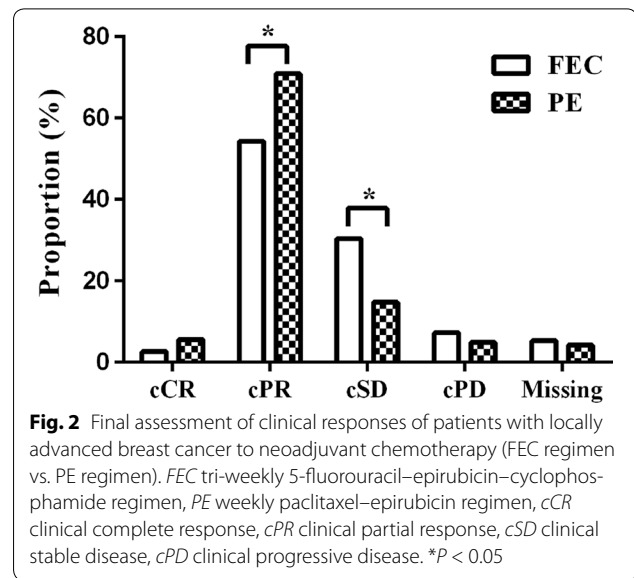 80
60
40
20
0
Proportion (%)
*
*
FEC
PE
cCR cPR cSD cPD Missing
Fig. 2 Final assessment of clinical responses of patients with locally
advanced breast cancer to neoadjuvant chemotherapy (FEC regimen
vs. PE regimen). FEC tri-weekly 5-fluorouracil–epirubicin–cyclophos-
phamide regimen, PE weekly paclitaxel–epirubicin regimen, cCR
clinical complete response, cPR clinical partial response, cSD clinical
stable disease, cPD clinical progressive disease. *P < 0.05